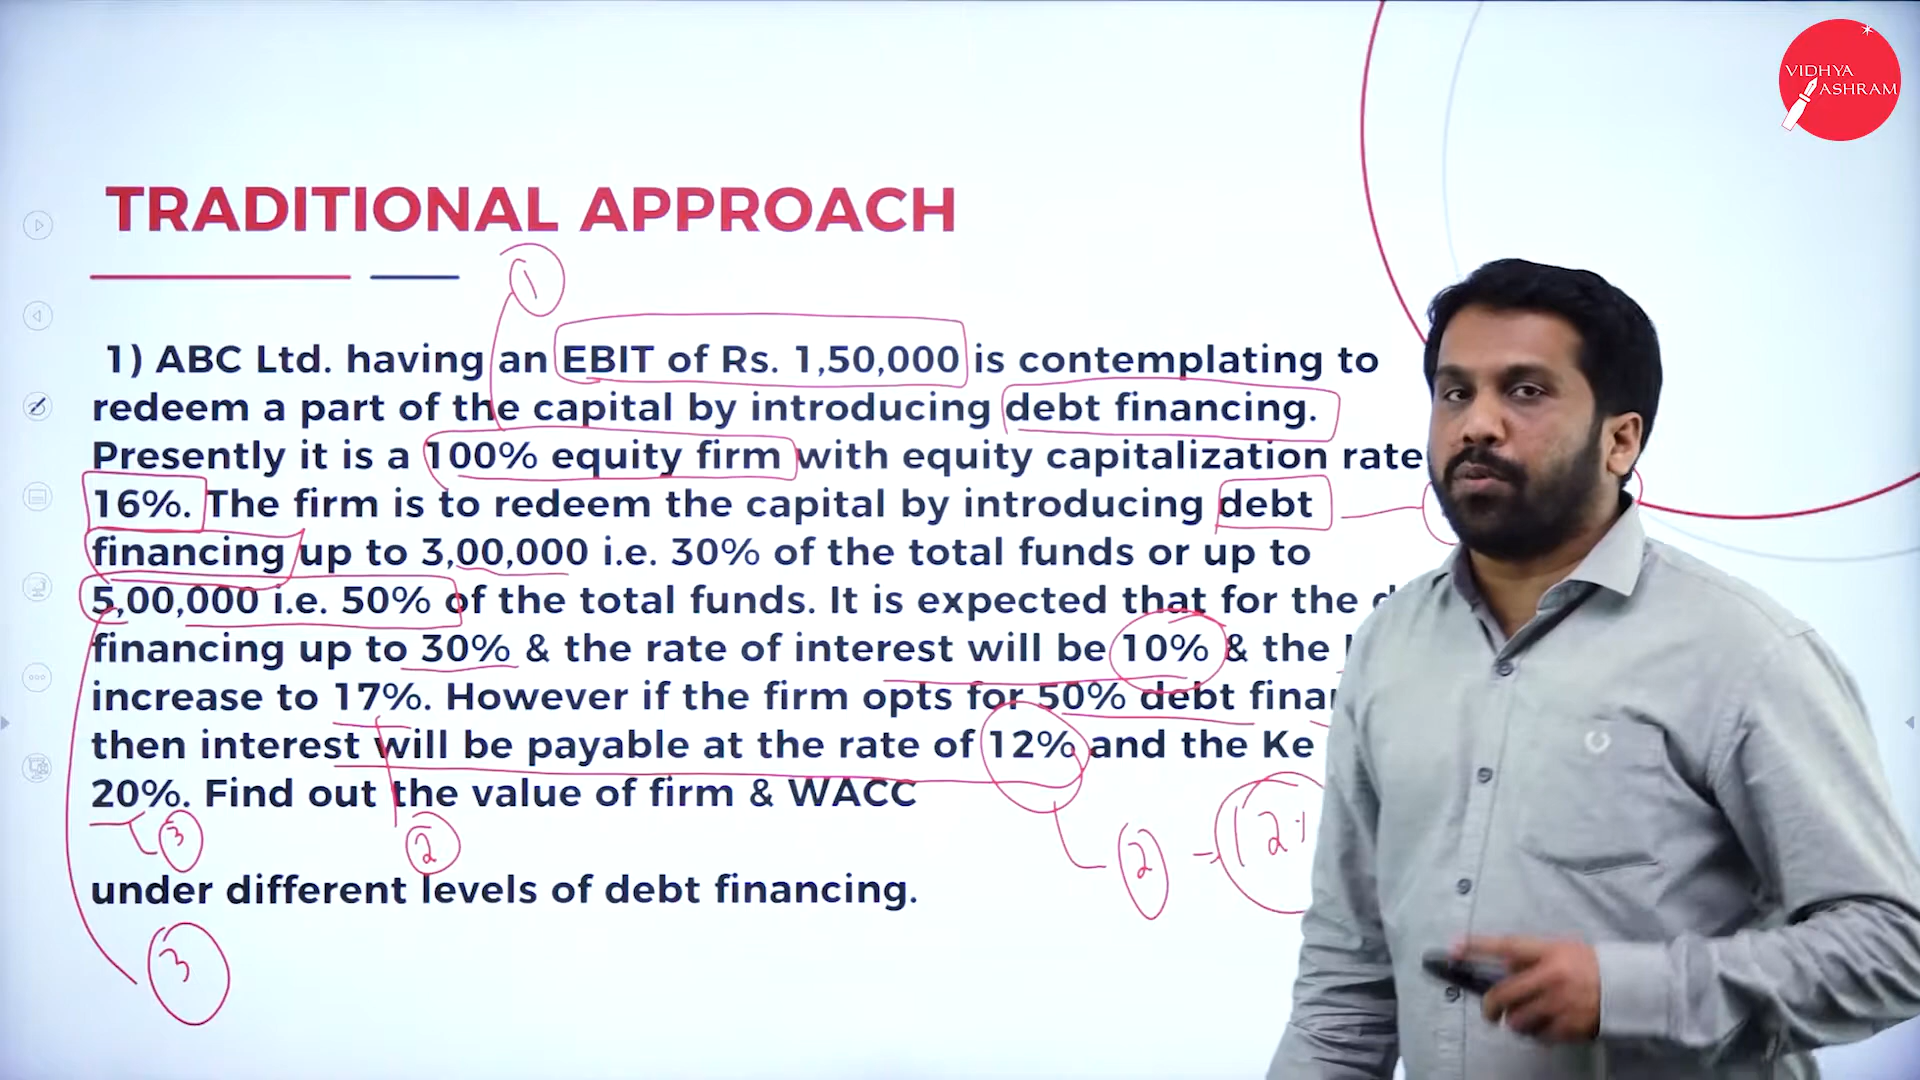 VIDHYA
ASHRAM
TRADITIONAL APPROACH
1
1) ABC Ltd. having an EBIT of Rs. 1,50,000 is contemplating to
redeem a part of the capital by introducing debt financing.
Presently it is a 100% equity firm with equity capitalization rate
16%. The firm is to redeem the capital by introducing debt
financing up to 3,00,000 i.e. 30% of the total funds or up to
5,00,000 i.e. 50% of the total funds. It is expected that for the
financing up to 30% & the rate of interest will be 10% & the
increase to 17%. However if the firm opts for 50% debt
then interest will be payable at the rate of 12% and the Ke
20%. Find out the value of firm & WACC
3 2 2
under different levels of debt financing.
3